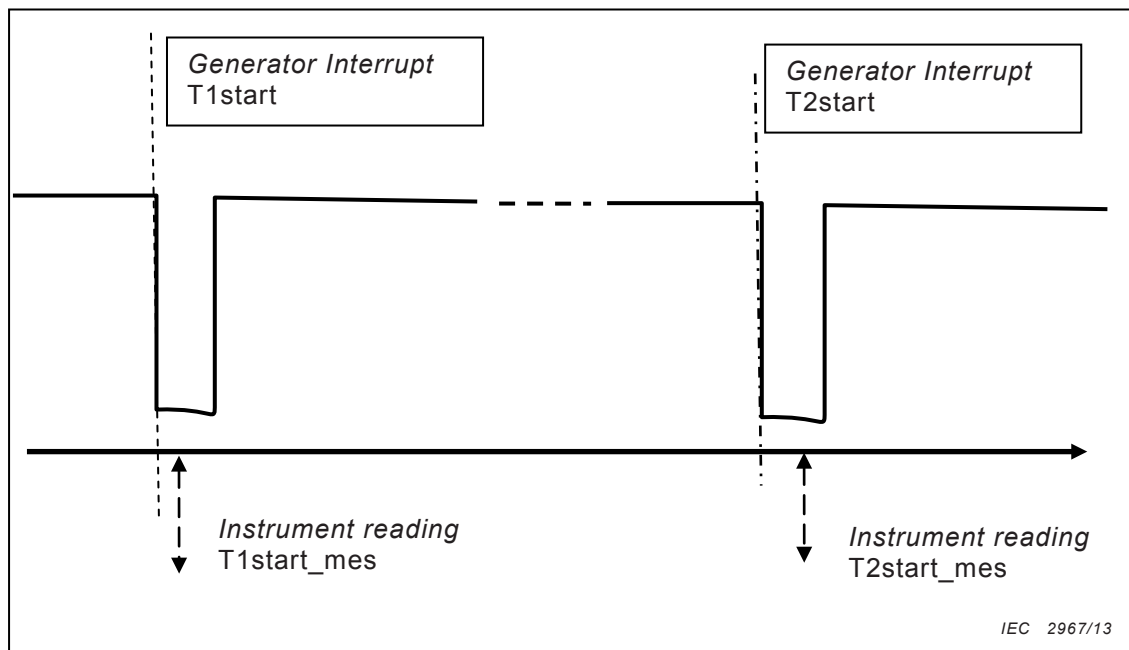 Generator Interrupt
T1start
Generator Interrupt
T2start
Instrument reading
T1start_mes
Instrument reading
T2start_mes
IEC 2967/13